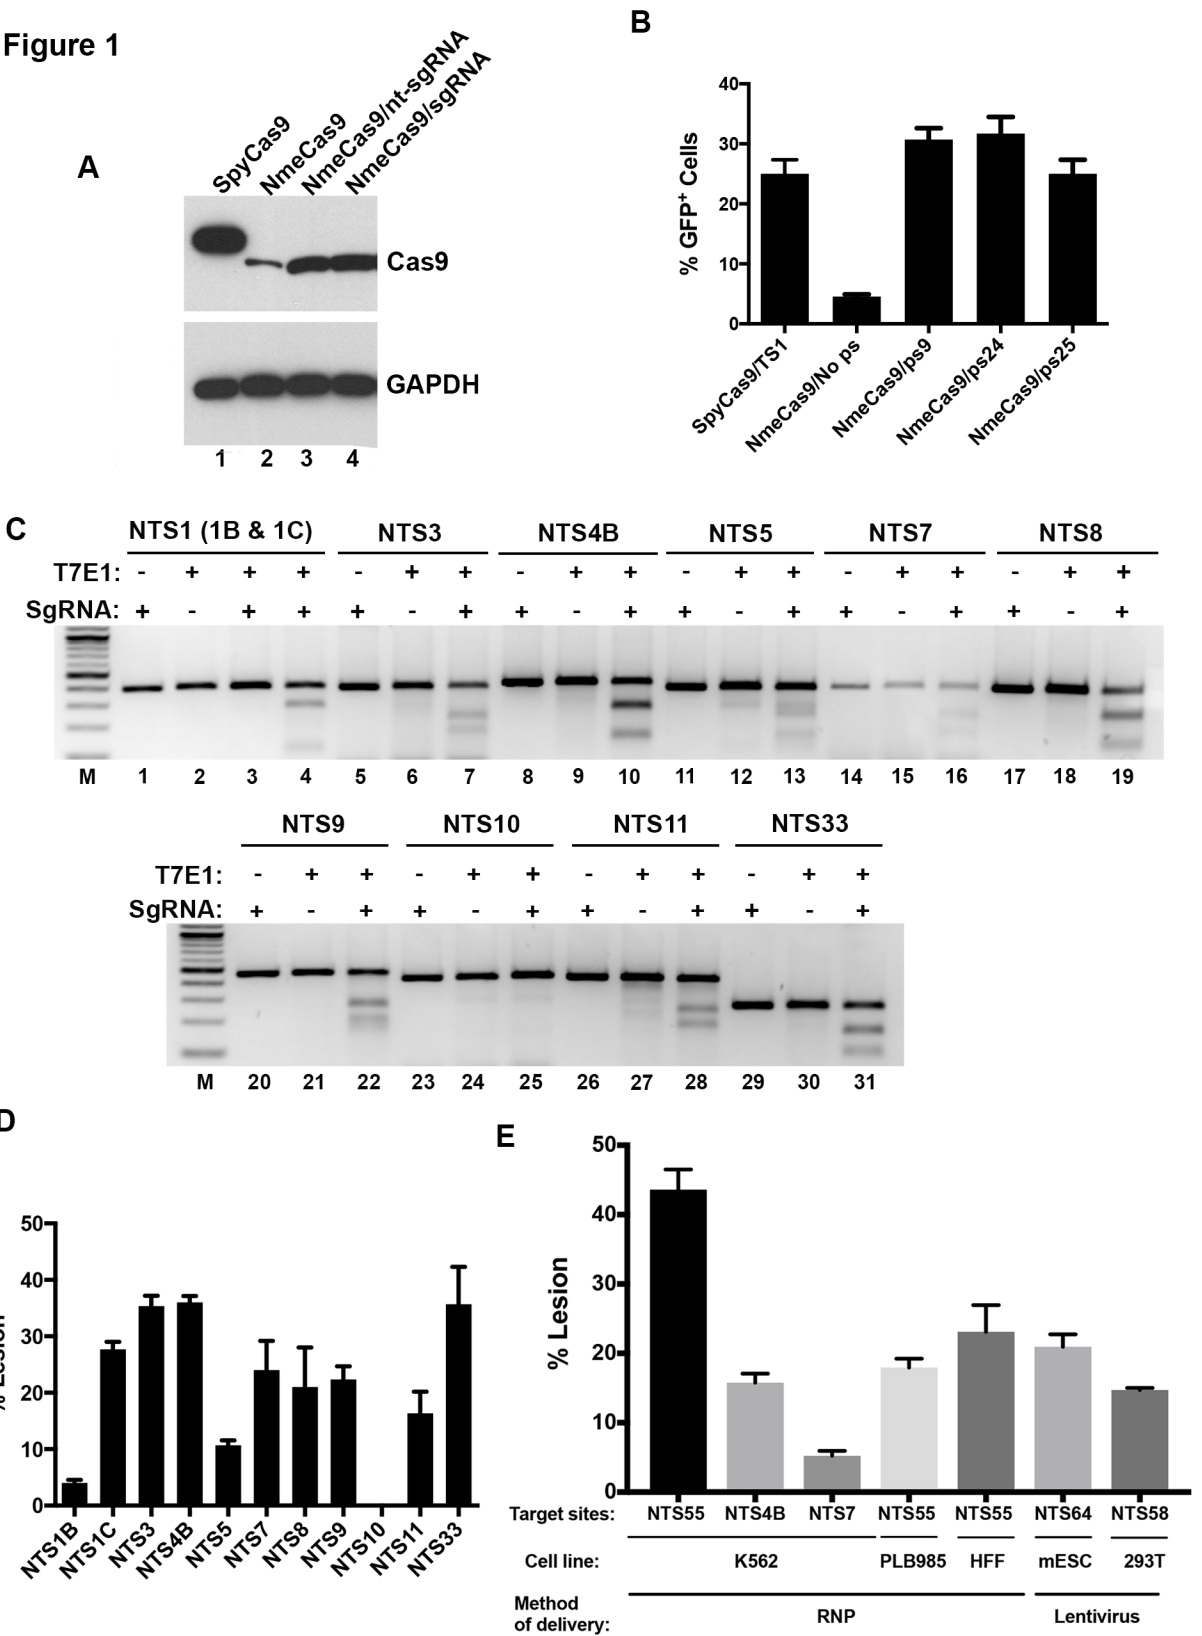 Figure 1
A
SpyCas9
NmeCas9
NmeCas9/nt-sgRNA
NmeCas9/sgRNA
Cas9
GAPDH
1 2 3 4
B
% GFP+ Cells
40
30
20
10
0
SpyCas9/TS1
NmeCas9/No ps
NmeCas9/ps9
NmeCas9/ps24
NmeCas9/ps25
C
NTS1 (1B & 1C) NTS3 NTS4B NTS5 NTS7 NTS8
T7E1: - + + + - + + - + + - + + - + + - + +
SgRNA: + - + + + - + + - + + - + + - + + - +
M 1 2 3 4 5 6 7 8 9 10 11 12 13 14 15 16 17 18 19
NTS9 NTS10 NTS11 NTS33
T7E1: - + + - + + - + + - + +
SgRNA: + - + + - + + - + + - +
M 20 21 22 23 24 25 26 27 28 29 30 31
D
% Lesion
50
40
30
20
10
0
NTS1B
NTS1C
NTS3
NTS4B
NTS5
NTS7
NTS8
NTS9
NTS10
NTS11
NTS33
E
% Lesion
50
40
30
20
10
0
Target sites: NTS55 NTS4B NTS7 NTS55 NTS55 NTS64 NTS58
Cell line: K562 PLB985 HFF mESC 293T
Method
of delivery: RNP Lentivirus